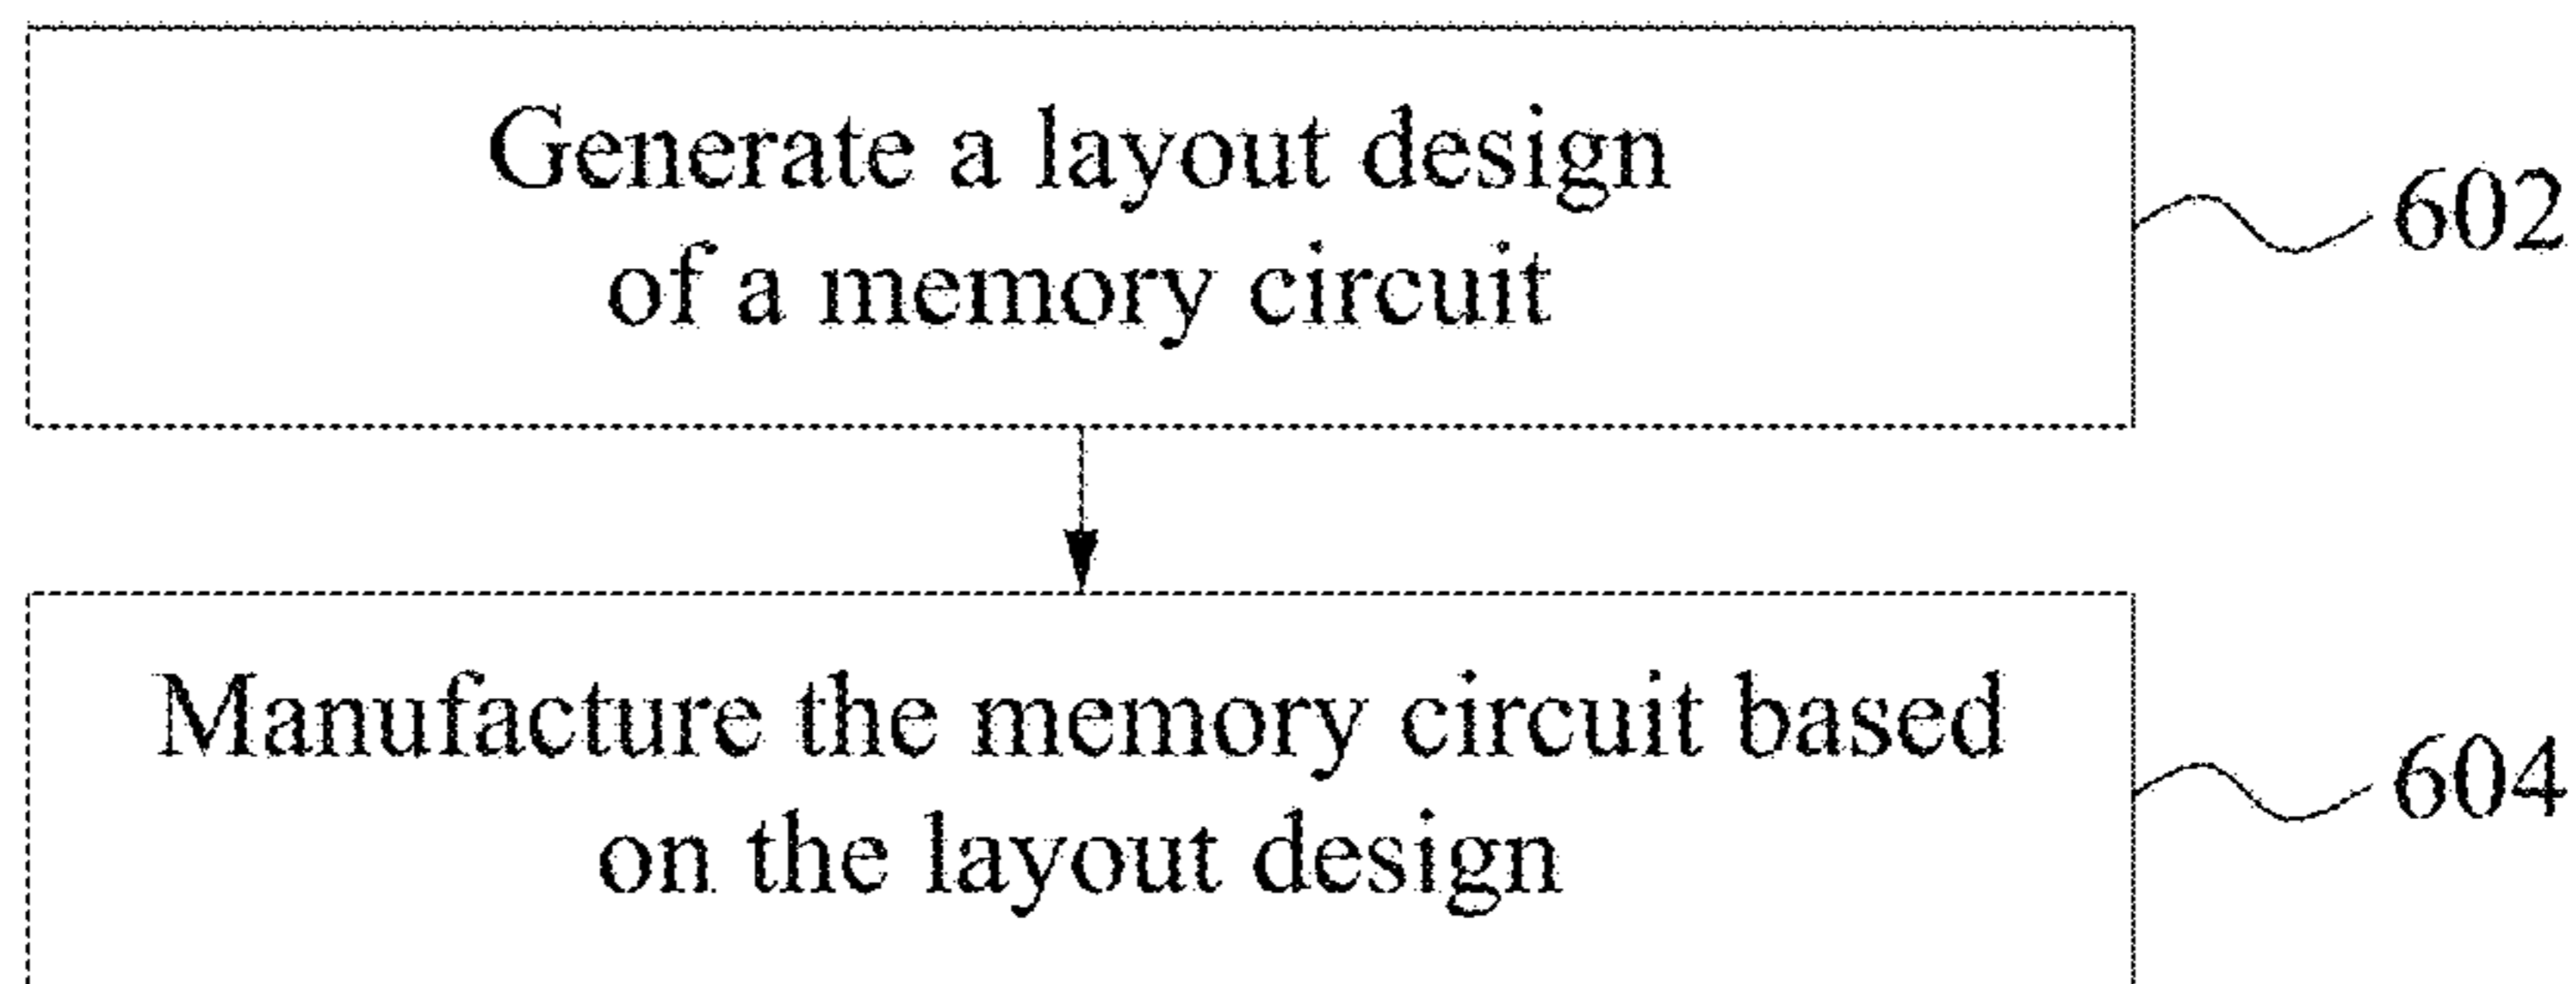 Generate a layout design
of a memory circuit
602
Manufacture the memory circuit based
on the layout design
604